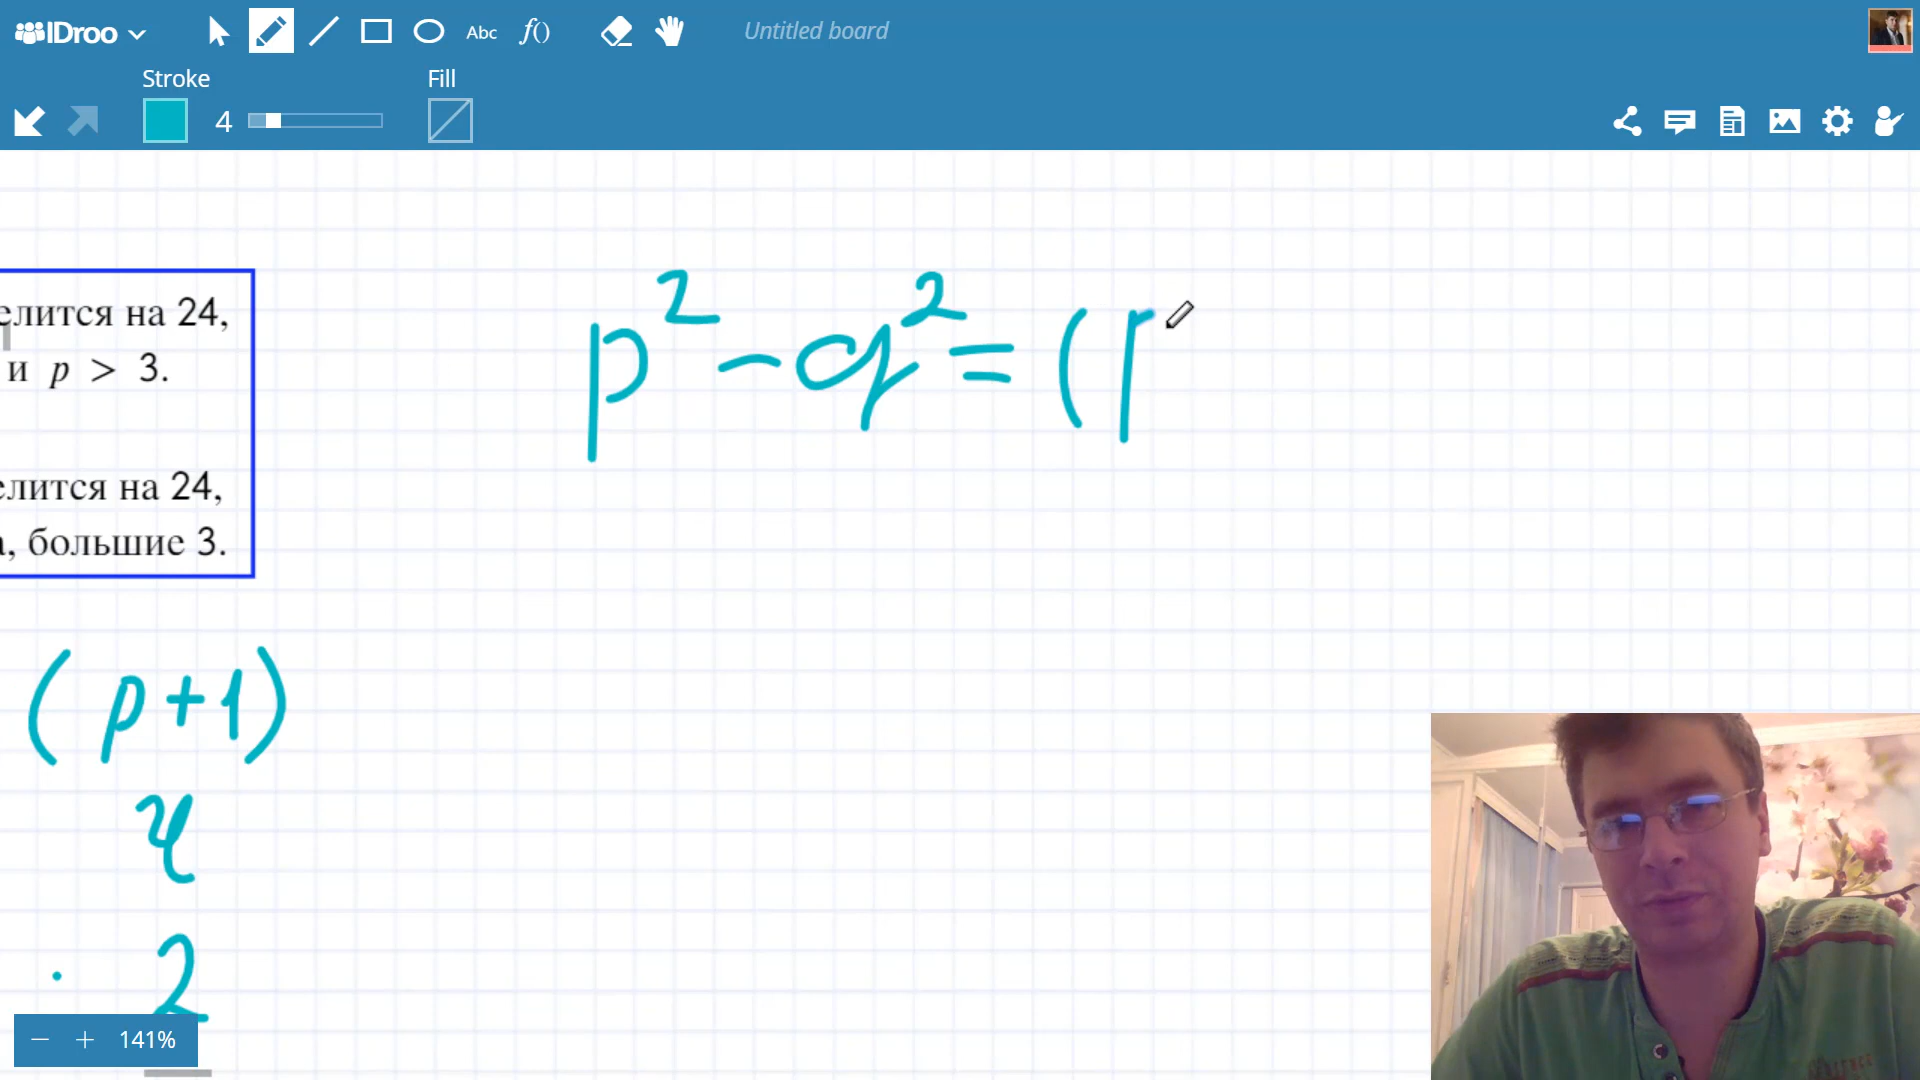 IDroo
Abc
f()
Untitled board
Stroke
Fill
4
елится на 24,
и p > 3.
елится на 24,
, большие 3.
p² - q² = (p
(p+1)
ч
· 2
− + 141%